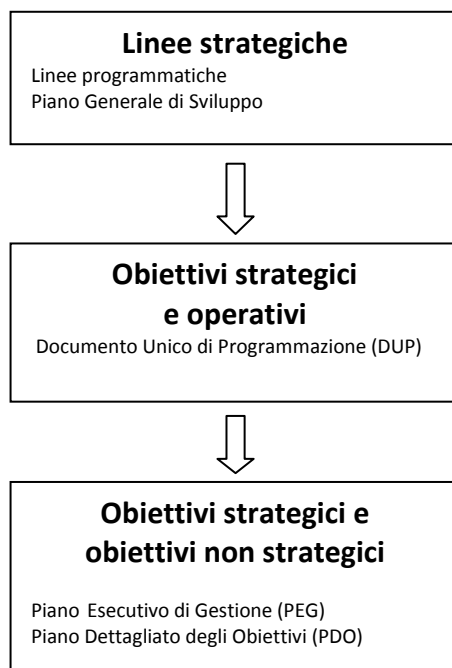 Linee strategiche
Linee programmatiche
Piano Generale di Sviluppo
Obiettivi strategici
e operativi
Documento Unico di Programmazione (DUP)
Obiettivi strategici e
obiettivi non strategici
Piano Esecutivo di Gestione (PEG)
Piano Dettagliato degli Obiettivi (PDO)